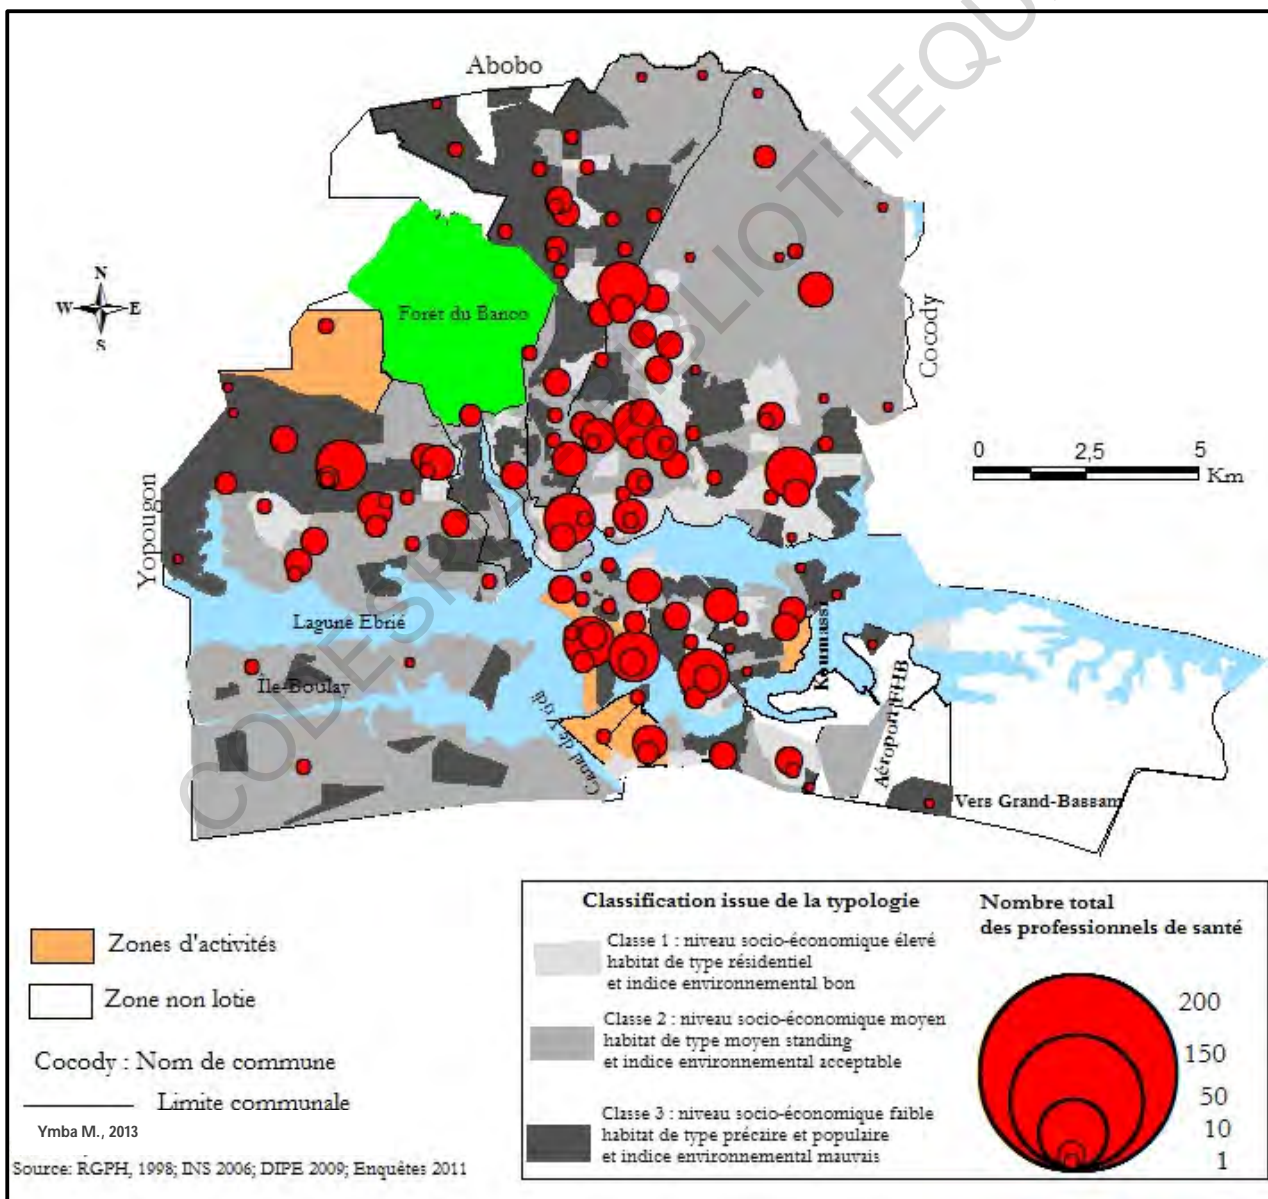 Abobo
N
W E
S
Forêt du Banco
Cocody
0 2,5 5
Km
Yopougon
Lagune Ebrié
Île-Boulay
Canal de Vridi
Koumassi
Aéroport FHB
Vers Grand-Bassam
CODESRIA - BIBLIOTHEQU
Zones d'activités
Zone non lotie
Cocody : Nom de commune
Limite communale
Ymba M., 2013
Source: RGPH, 1998; INS 2006; DIPE 2009; Enquêtes 2011
Classification issue de la typologie
Classe 1 : niveau socio-économique élevé
habitat de type résidentiel
et indice environnemental bon
Classe 2 : niveau socio-économique moyen
habitat de type moyen standing
et indice environnemental acceptable
Classe 3 : niveau socio-économique faible
habitat de type précaire et populaire
et indice environnemental mauvais
Nombre total
des professionnels de santé
200
150
50
10
1